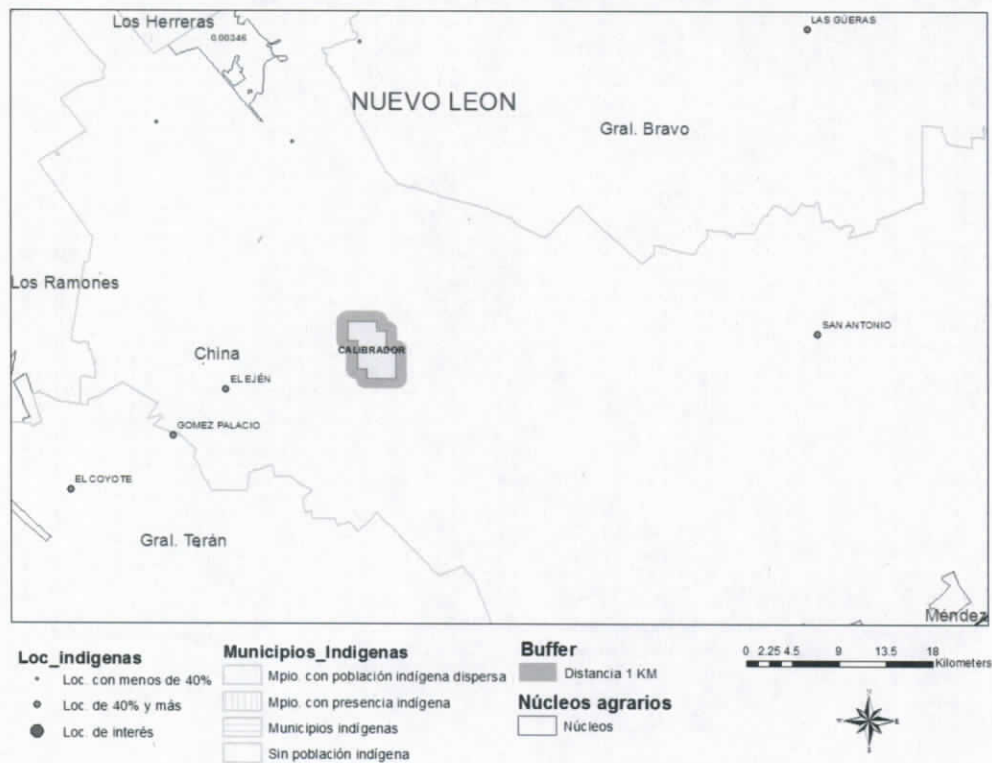 Los Herreras
0.00346
LAS GÜERAS
NUEVO LEON
Gral. Bravo
Los Ramones
SAN ANTONIO
CALIBRADOR
China
EL EJÉN
GOMEZ PALACIO
EL COYOTE
Gral. Terán
Méndez
Loc_indigenas
Loc. con menos de 40%
Loc. de 40% y más
Loc. de interés
Municipios_Indigenas
Mpio. con población indígena dispersa
Mpio. con presencia indígena
Municipios indígenas
Sin población indígena
Buffer
Distancia 1 KM
Núcleos agrarios
Núcleos
0 2.25 4.5 9 13.5 18
Kilometers